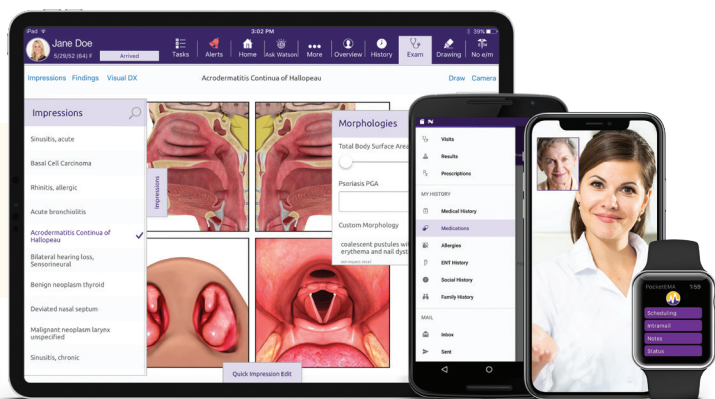 iPad
3:02 PM
39%
Jane Doe
5/29/52 (64) F
Arrived
Tasks
Alerts
Home
Ask Watson
More
Overview
History
Exam
Drawing
No e/m
Impressions Findings Visual DX
Acrodermatitis Continua of Hallopeau
Draw Camera
Impressions
Sinusitis, acute
Basal Cell Carcinoma
Rhinitis, allergic
Acute bronchiolitis
Acrodermatitis Continua of
Hallopeau
Bilateral hearing loss,
Sensorineural
Benign neoplasm thyroid
Deviated nasal septum
Malignant neoplasm larynx
unspecified
Sinusitis, chronic
Impressions
Quick Impression Edit
Morphologies
Total Body Surface Area
Psoriasis PGA
Custom Morphology
coalescent pustules wi
erythema and nail dyst
Visits
Results
Prescriptions
MY HISTORY
Medical History
Medications
Allergies
ENT History
Social History
Family History
MAIL
Inbox
Sent
PocketEMA 1:59
Scheduling
Intramail
Notes
Status